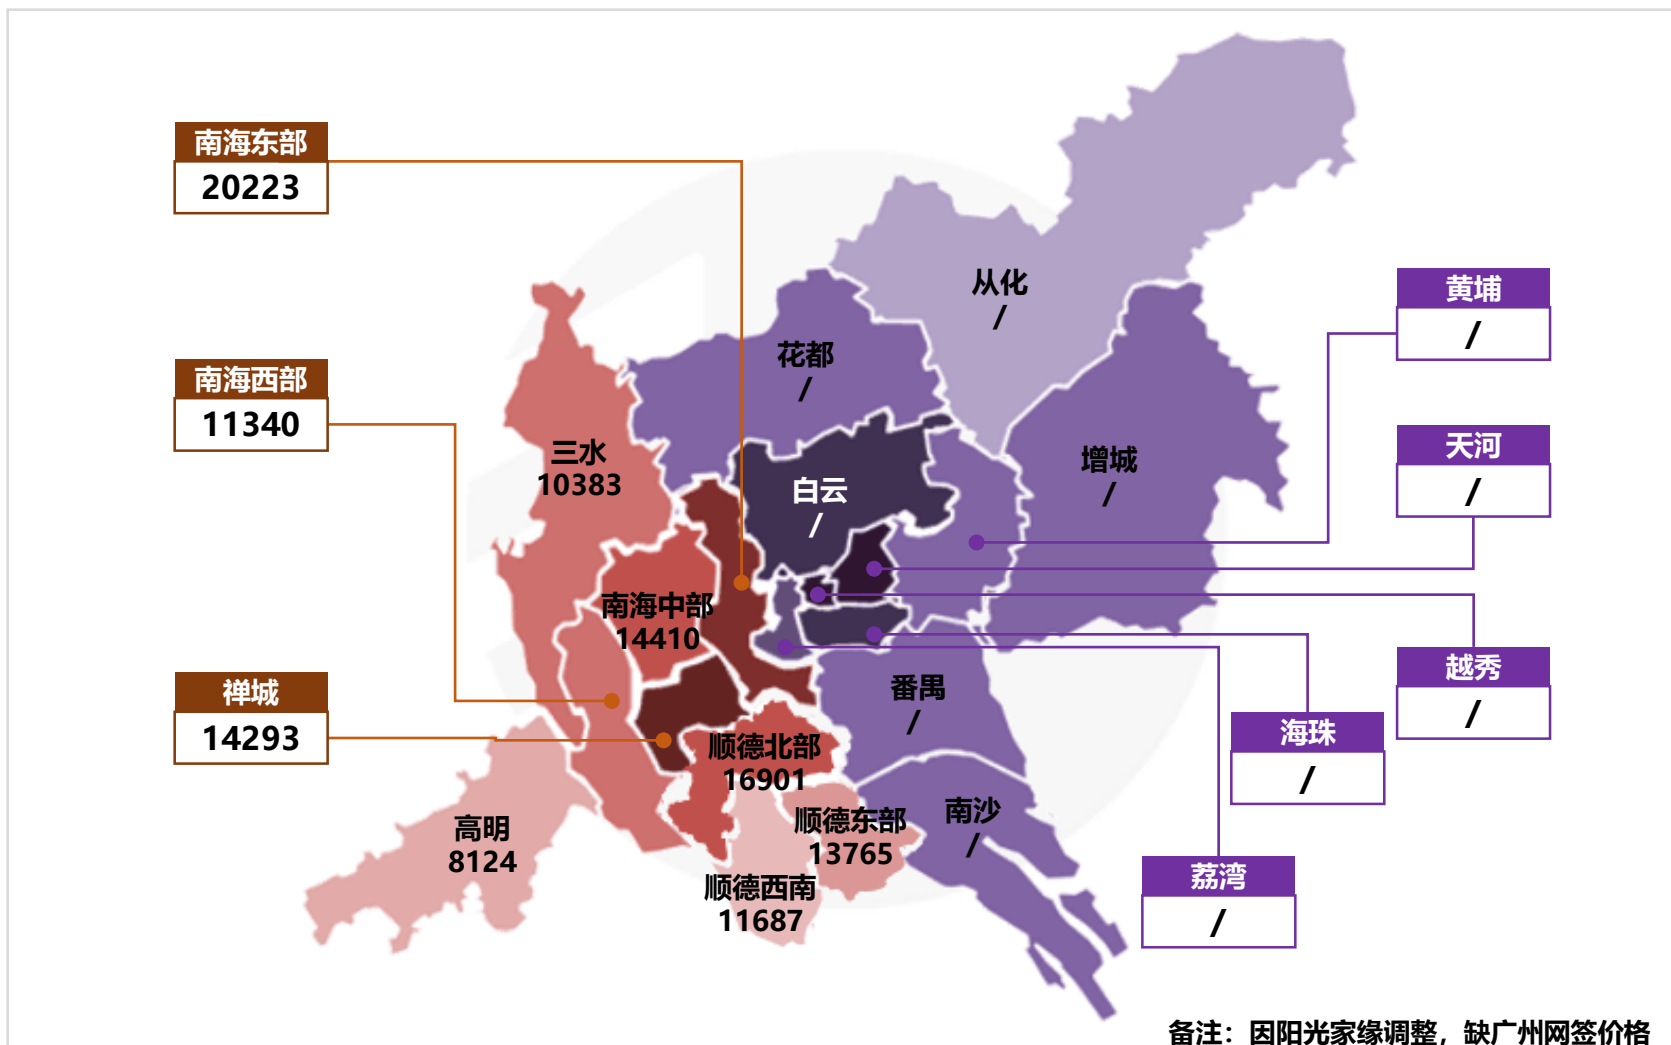 南海东部
20223
从化
/
黄埔
/
花都
/
南海西部
11340
三水
10383
天河
/
增城
/
白云
/
南海中部
14410
禅城
14293
番禺
/
越秀
/
顺德北部
16901
海珠
/
高明
8124
顺德东部
13765
南沙
/
顺德西南
11687
荔湾
/
备注：因阳光家缘调整，缺广州网签价格